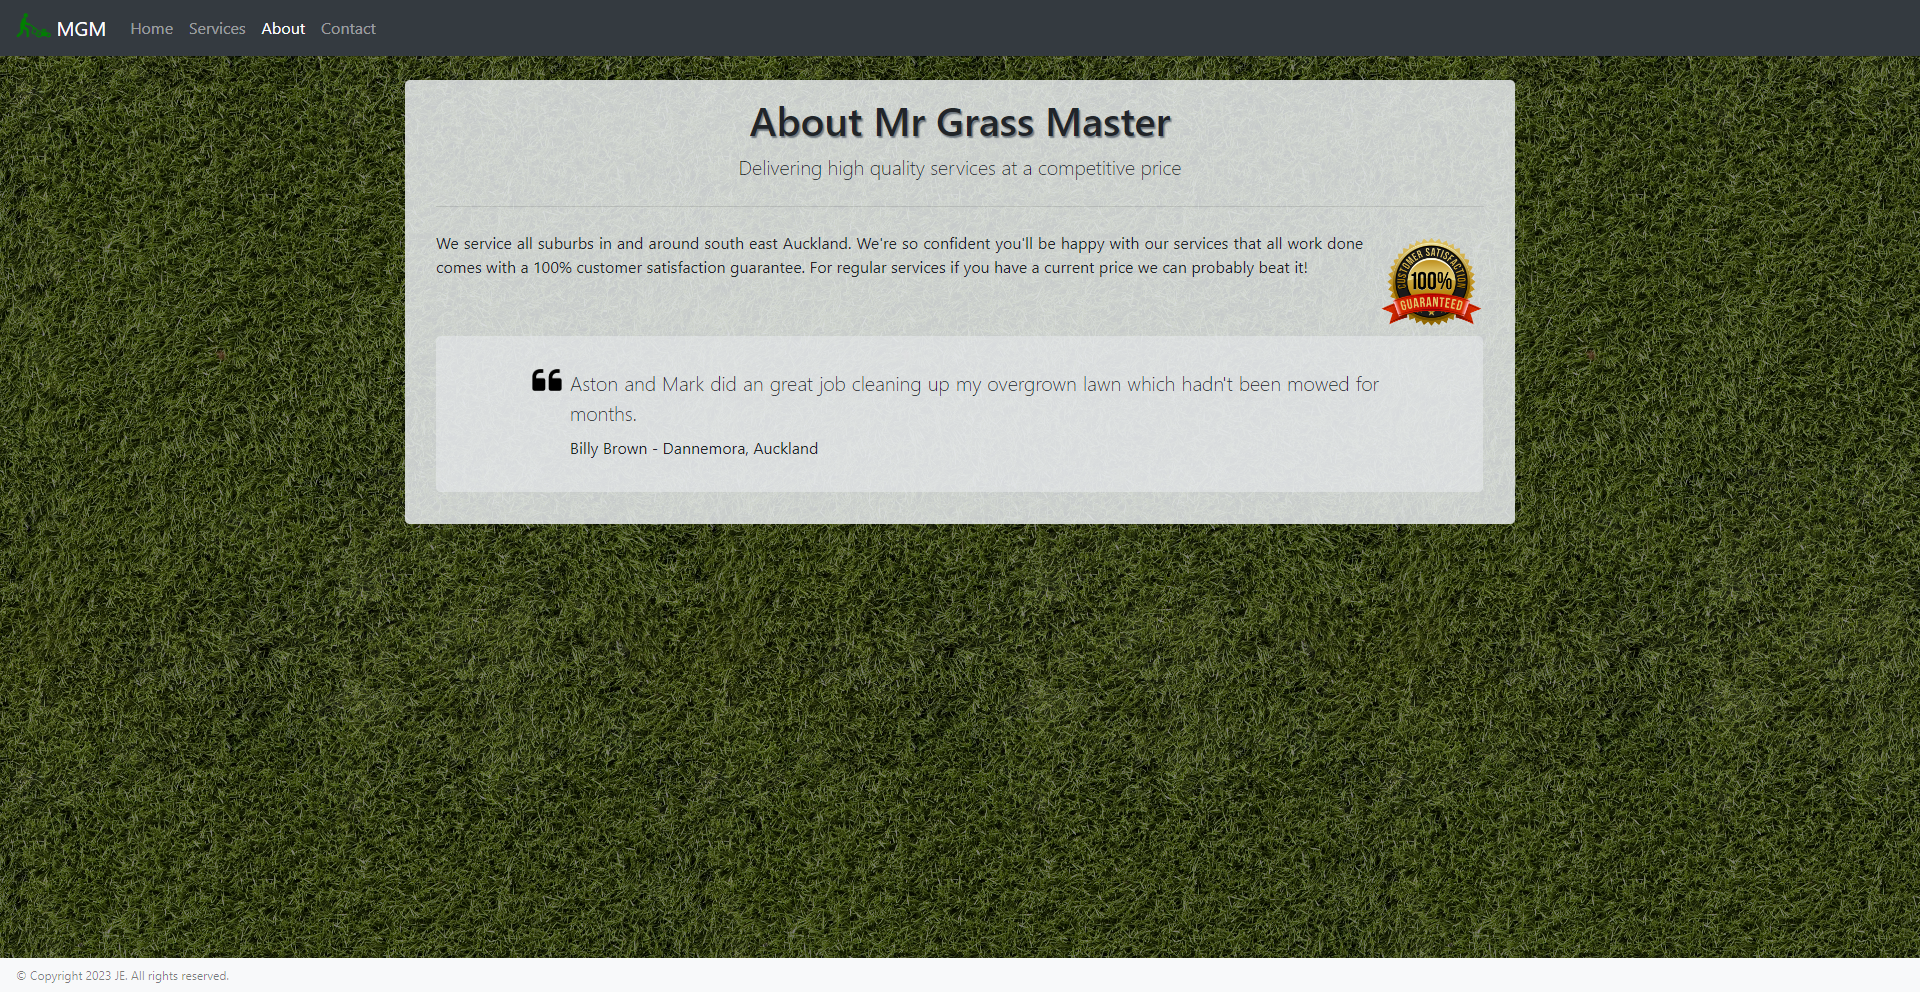 MGM Home Services About Contact
About Mr Grass Master
Delivering high quality services at a competitive price
We service all suburbs in and around south east Auckland. We're so confident you'll be happy with our services that all work done
comes with a 100% customer satisfaction guarantee. For regular services if you have a current price we can probably beat it!
CUSTOMER SATISFACTION
100%
GUARANTEED
Aston and Mark did an great job cleaning up my overgrown lawn which hadn't been mowed for
months.
Billy Brown - Dannemora, Auckland
© Copyright 2023 JE. All rights reserved.